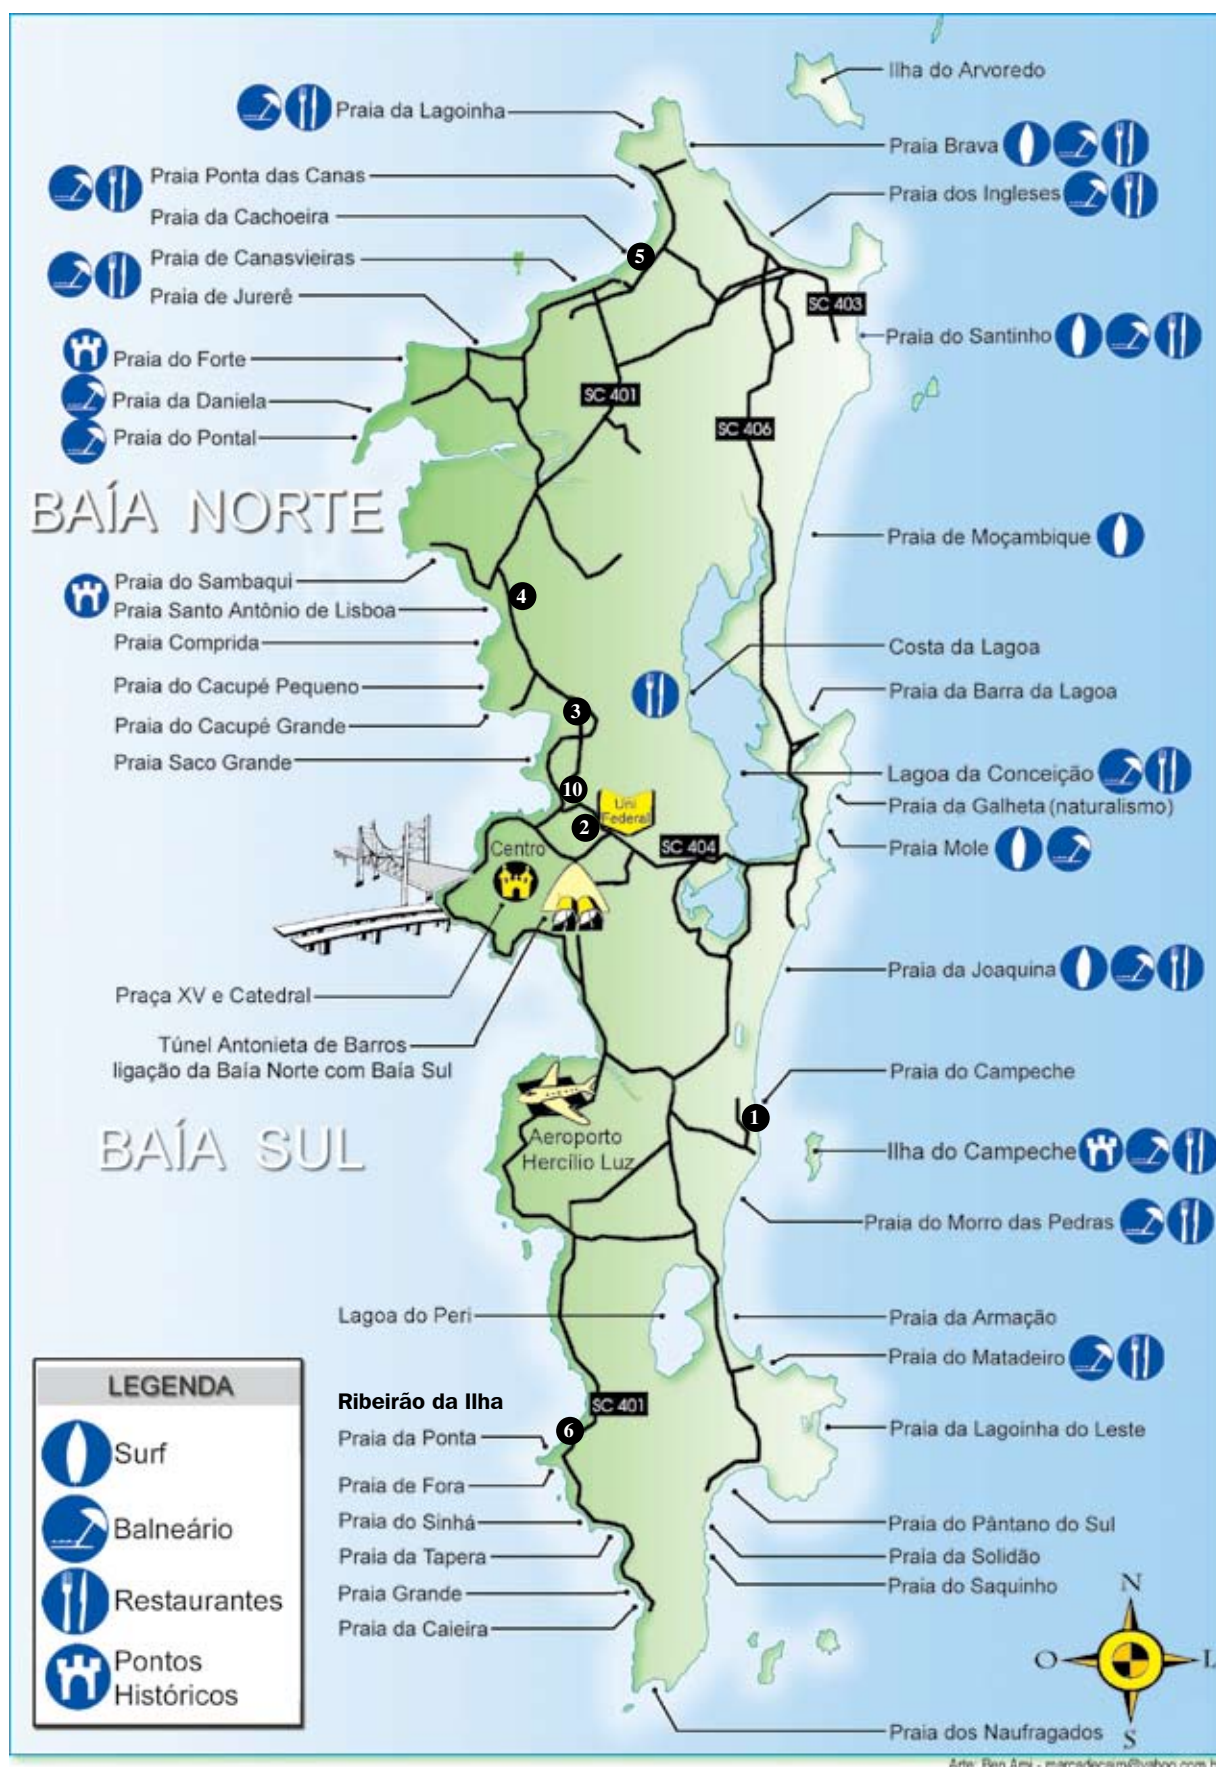 Ilha do Arvoredo
Praia da Lagoinha
Praia Brava
Praia Ponta das Canas
Praia dos Ingleses
Praia da Cachoeira
5
Praia de Canasvieiras
Praia de Jurerê
SC 403
Praia do Santinho
Praia do Forte
Praia da Daniela
SC 401
Praia do Pontal
SC 406
BAÍA NORTE
Praia de Moçambique
Praia do Sambaqui
4
Praia Santo Antônio de Lisboa
Praia Comprida
Costa da Lagoa
Praia do Cacupé Pequeno
Praia da Barra da Lagoa
3
Praia do Cacupé Grande
Praia Saco Grande
Lagoa da Conceição
10
Praia da Galheta (naturalismo)
Uni
Federal
2
Centro
SC 404
Praia Mole
Praia da Joaquina
Praça XV e Catedral
Túnel Antonieta de Barros
ligação da Baía Norte com Baía Sul
Praia do Campeche
1
BAÍA SUL
Aeroporto
Hercílio Luz
Ilha do Campeche
Praia do Morro das Pedras
Lagoa do Peri
Praia da Armação
Praia do Matadeiro
LEGENDA
Surf
Balneário
Restaurantes
Pontos
Históricos
Ribeirão da Ilha
SC 401
6
Praia da Ponta
Praia da Lagoinha do Leste
Praia de Fora
Praia do Sinhá
Praia do Pântano do Sul
Praia da Tapera
Praia da Solidão
Praia Grande
Praia do Saquinho
Praia da Caieira
N
O
L
S
Praia dos Naufragados
Arte: Ben Ami -